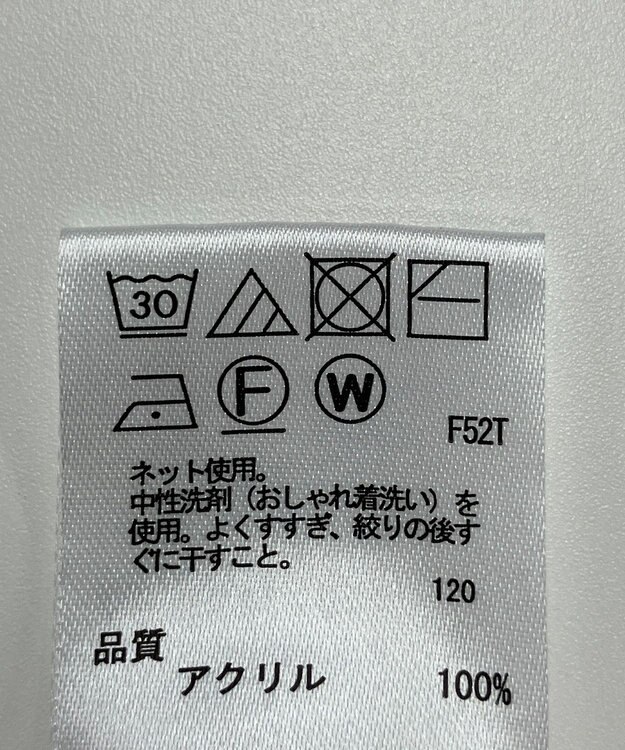 30
F W
F52T
ネット使用。
中性洗剤（おしゃれ着洗い）を
使用。よくすすぎ、絞りの後す
ぐに干すこと。
120
品質
アクリル 100%